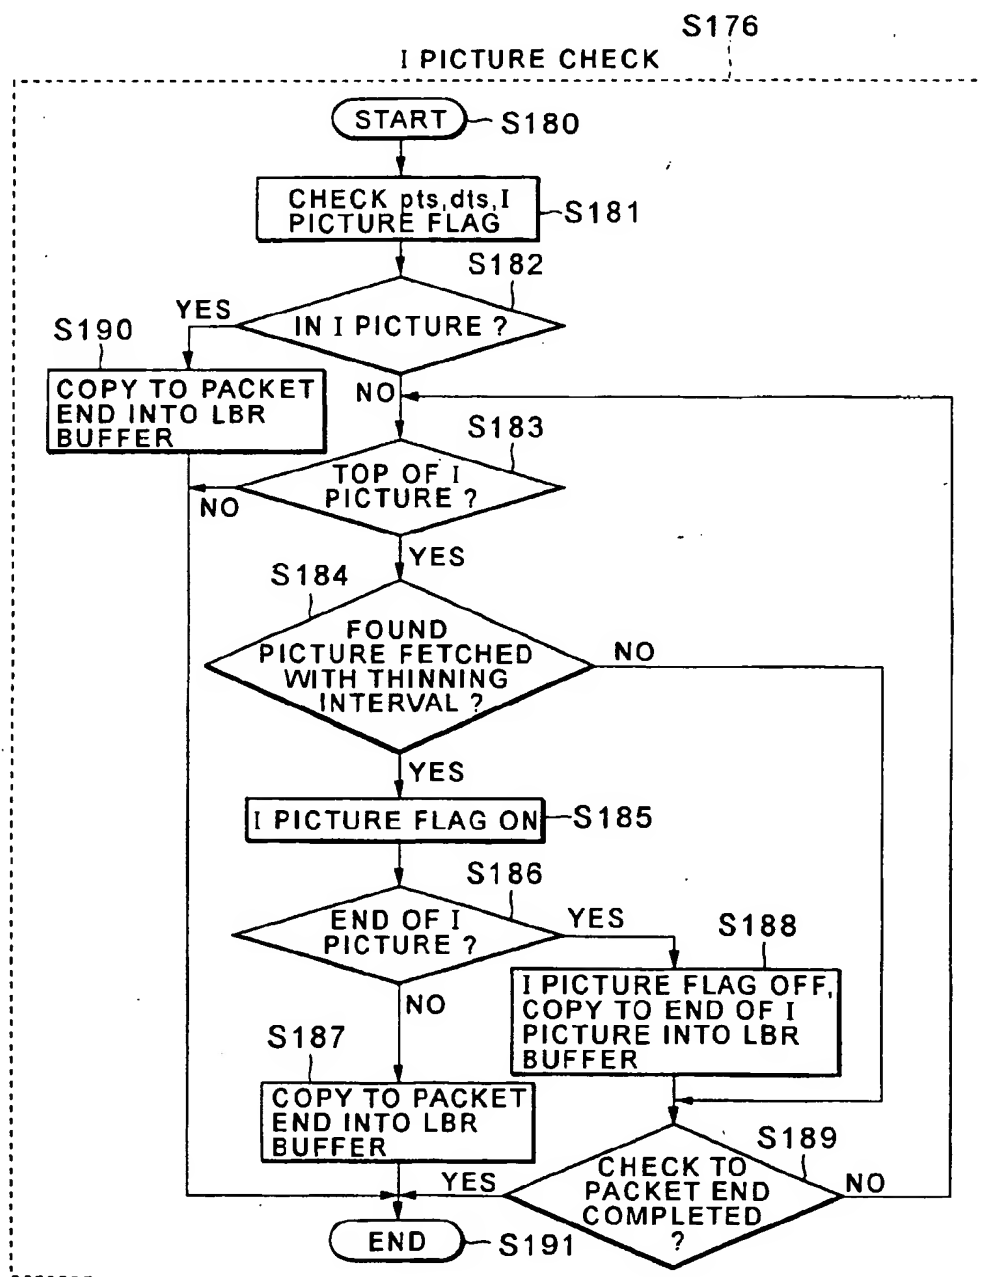 S176
I PICTURE CHECK
START
S180
CHECK pts,dts,I
PICTURE FLAG
S181
S182
IN I PICTURE ?
YES
S190
COPY TO PACKET
END INTO LBR
BUFFER
NO
S183
TOP OF I
PICTURE ?
NO
YES
S184
FOUND
PICTURE FETCHED
WITH THINNING
INTERVAL ?
NO
YES
I PICTURE FLAG ON
S185
S186
END OF I
PICTURE ?
YES
S188
I PICTURE FLAG OFF,
COPY TO END OF I
PICTURE INTO LBR
BUFFER
NO
S187
COPY TO PACKET
END INTO LBR
BUFFER
S189
CHECK TO
PACKET END
COMPLETED
?
YES
NO
END
S191